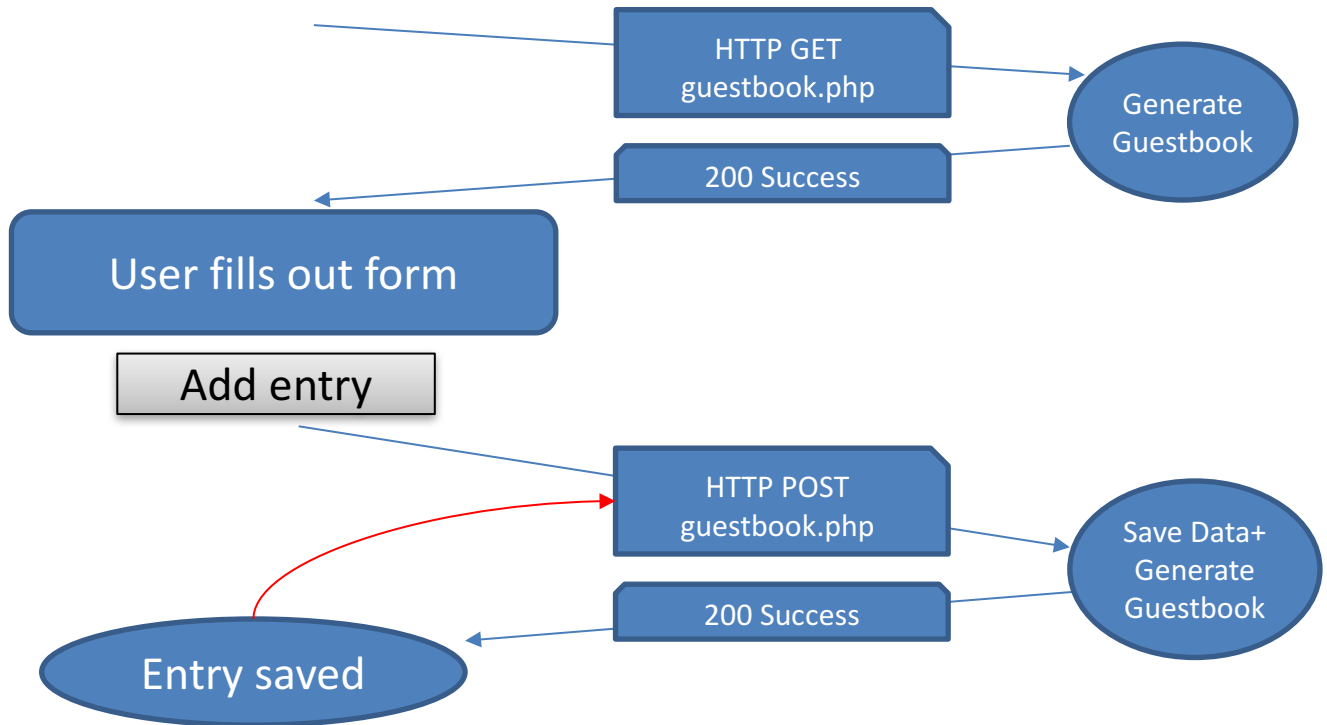 HTTP GET
guestbook.php
Generate
Guestbook
200 Success
User fills out form
Add entry
HTTP POST
guestbook.php
Save Data+
Generate
Guestbook
200 Success
Entry saved